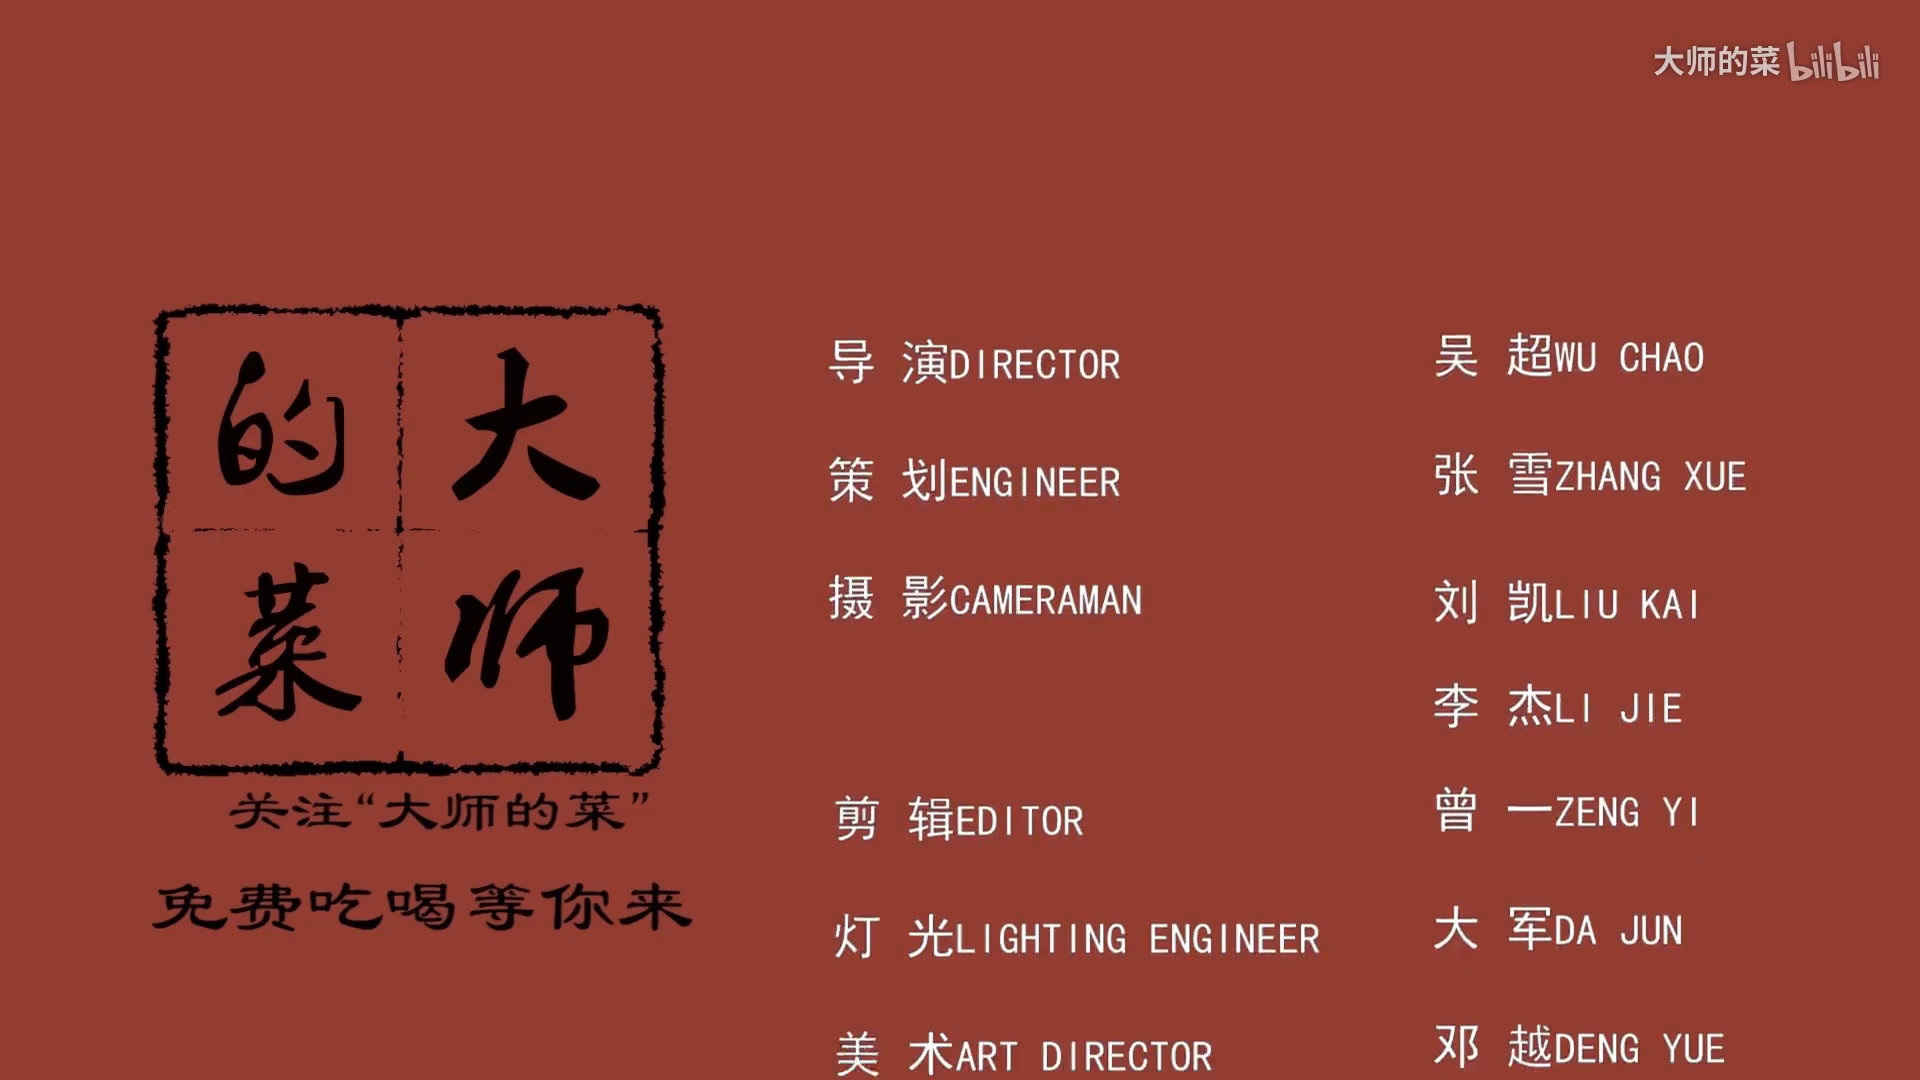 大师的菜 bilibili
大师的菜
关注“大师的菜”
免费吃喝等你来
导 演DIRECTOR 吴 超WU CHAO
策 划ENGINEER 张 雪ZHANG XUE
摄 影CAMERAMAN 刘 凯LIU KAI
李 杰LI JIE
剪 辑EDITOR 曾 一ZENG YI
灯 光LIGHTING ENGINEER 大 军DA JUN
美 术ART DIRECTOR 邓 越DENG YUE